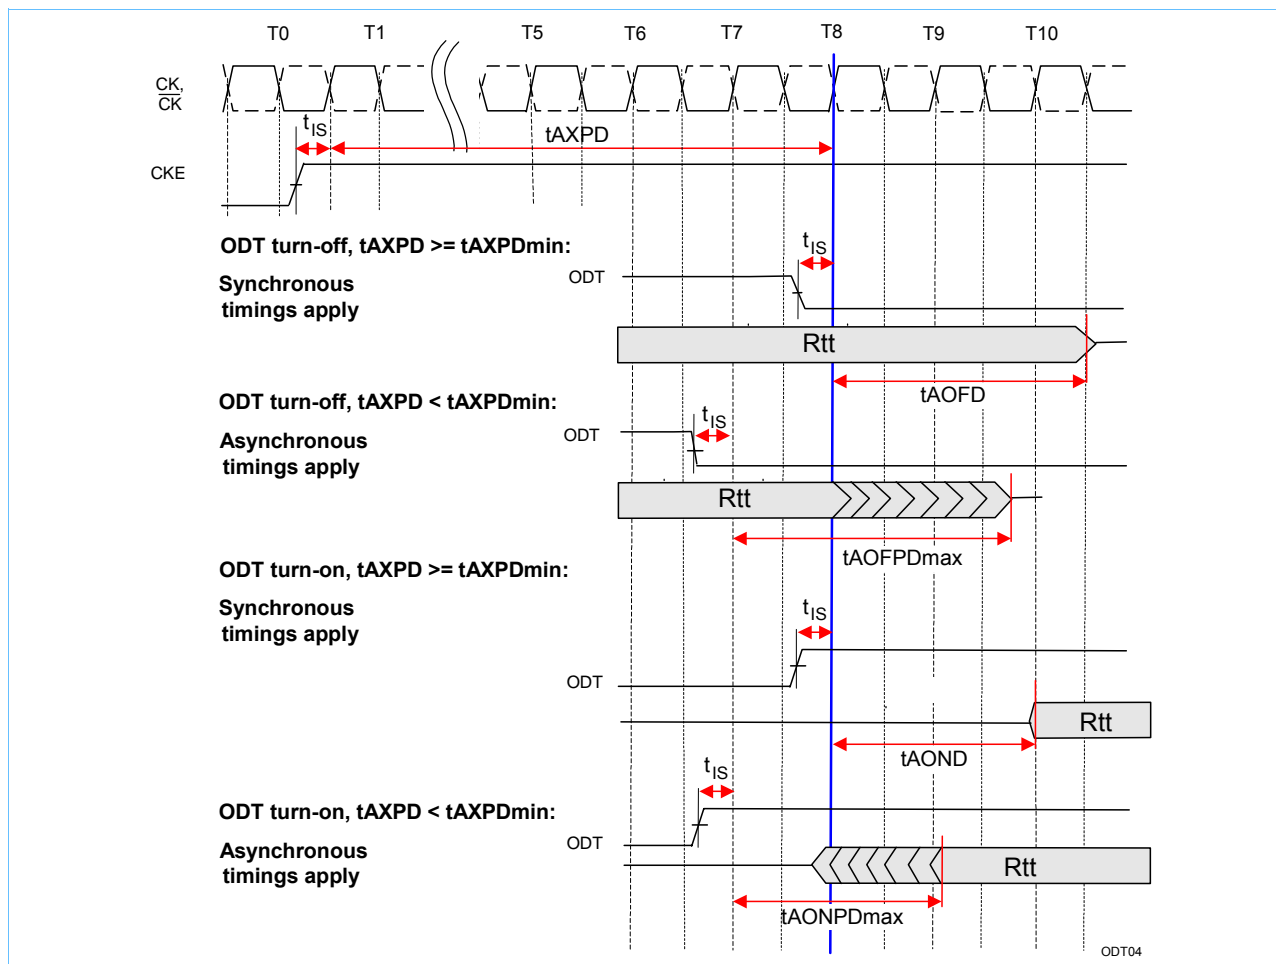 T0 T1 T5 T6 T7 T8 T9 T10
CK,
CK
tIS
tAXPD
CKE
ODT turn-off, tAXPD >= tAXPDmin:
tIS
Synchronous
timings apply
ODT
Rtt
tAOFD
ODT turn-off, tAXPD < tAXPDmin:
tIS
Asynchronous
timings apply
ODT
Rtt
tAOFPDmax
ODT turn-on, tAXPD >= tAXPDmin:
Synchronous
timings apply
tIS
ODT
Rtt
tAOND
tIS
ODT turn-on, tAXPD < tAXPDmin:
ODT
Asynchronous
timings apply
Rtt
tAONPDmax
ODT04